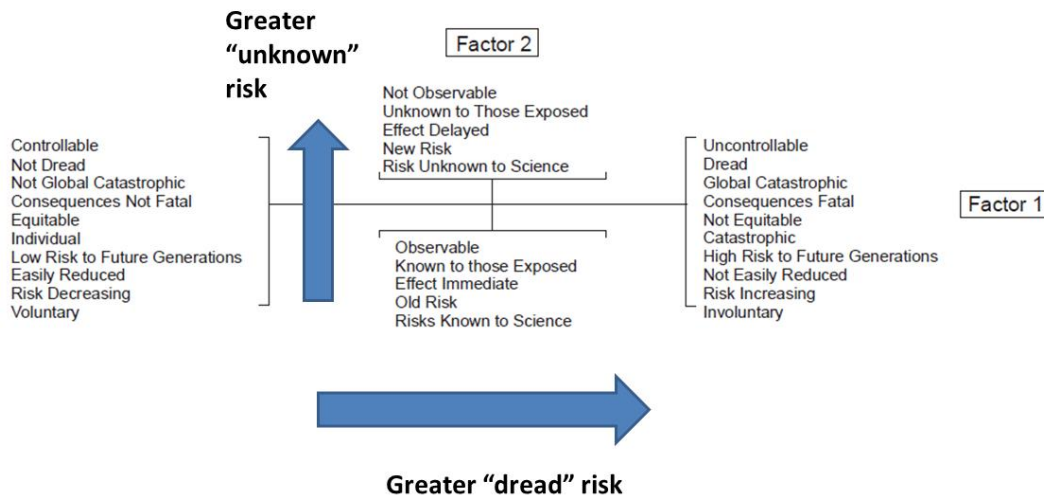 Greater
“unknown”
risk
Factor 2
Not Observable
Unknown to Those Exposed
Effect Delayed
New Risk
Risk Unknown to Science
Controllable
Not Dread
Not Global Catastrophic
Consequences Not Fatal
Equitable
Individual
Low Risk to Future Generations
Easily Reduced
Risk Decreasing
Voluntary
Uncontrollable
Dread
Global Catastrophic
Consequences Fatal
Not Equitable
Catastrophic
High Risk to Future Generations
Not Easily Reduced
Risk Increasing
Involuntary
Factor 1
Observable
Known to those Exposed
Effect Immediate
Old Risk
Risks Known to Science
Greater “dread” risk